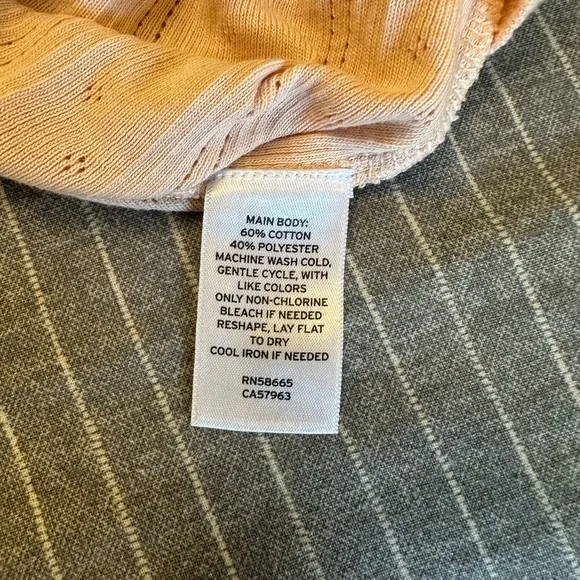 MAIN BODY:
60% COTTON
40% POLYESTER
MACHINE WASH COLD,
GENTLE CYCLE, WITH
LIKE COLORS
ONLY NON-CHLORINE
BLEACH IF NEEDED
RESHAPE, LAY FLAT
TO DRY
COOL IRON IF NEEDED
RN58665
CA57963